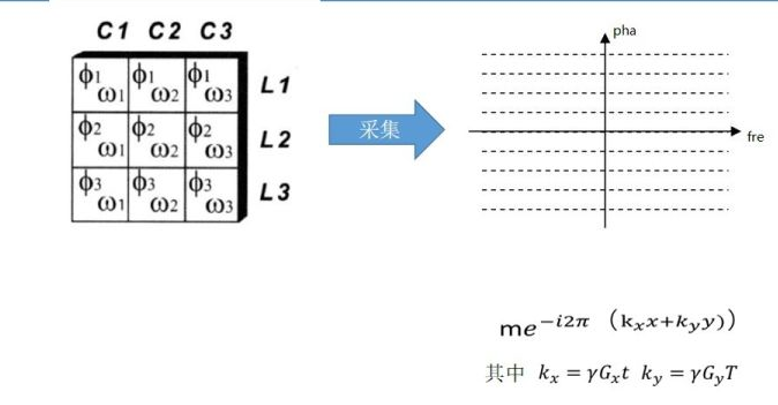 C1 C2 C3
ϕ1 ϕ1 ϕ1
ω1 ω2 ω3
L1
ϕ2 ϕ2 ϕ2
ω1 ω2 ω3
L2
ϕ3 ϕ3 ϕ3
ω1 ω2 ω3
L3
采集
pha
fre
me^{-i2π （k_x x+k_y y)）}
其中 k_x = γG_x t k_y = γG_y T